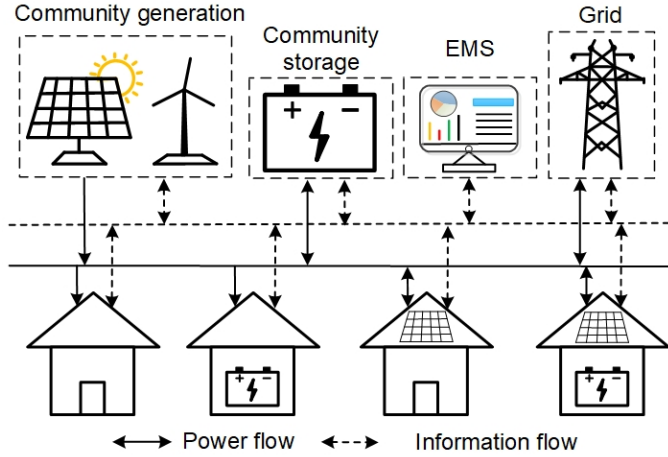 Community generation
Community
storage
EMS
Grid
+ −
+ −
+ −
Power flow
Information flow